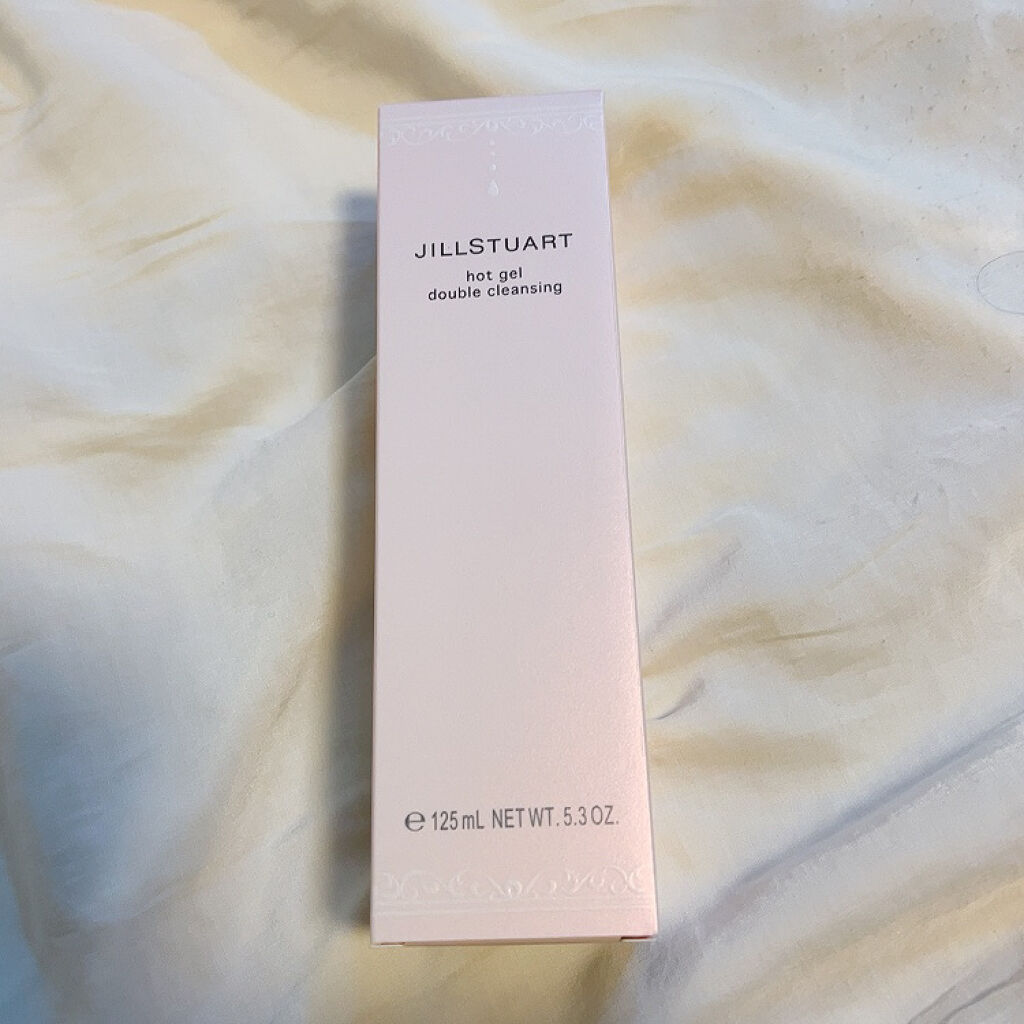 JILLSTUART
hot gel
double cleansing
℮ 125 mL NET WT. 5.3 OZ.